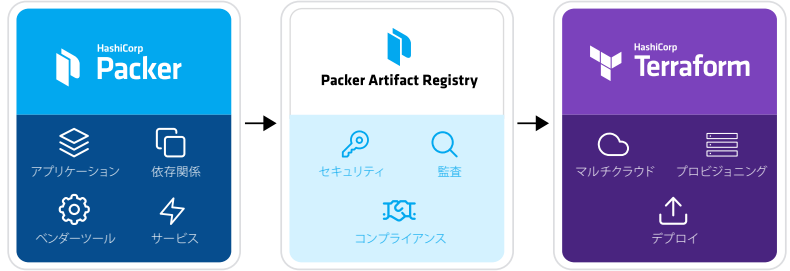 HashiCorp
Packer
アプリケーション
依存関係
ベンダーツール
サービス
Packer Artifact Registry
セキュリティ
監査
コンプライアンス
HashiCorp
Terraform
マルチクラウド
プロビジョニング
デプロイ